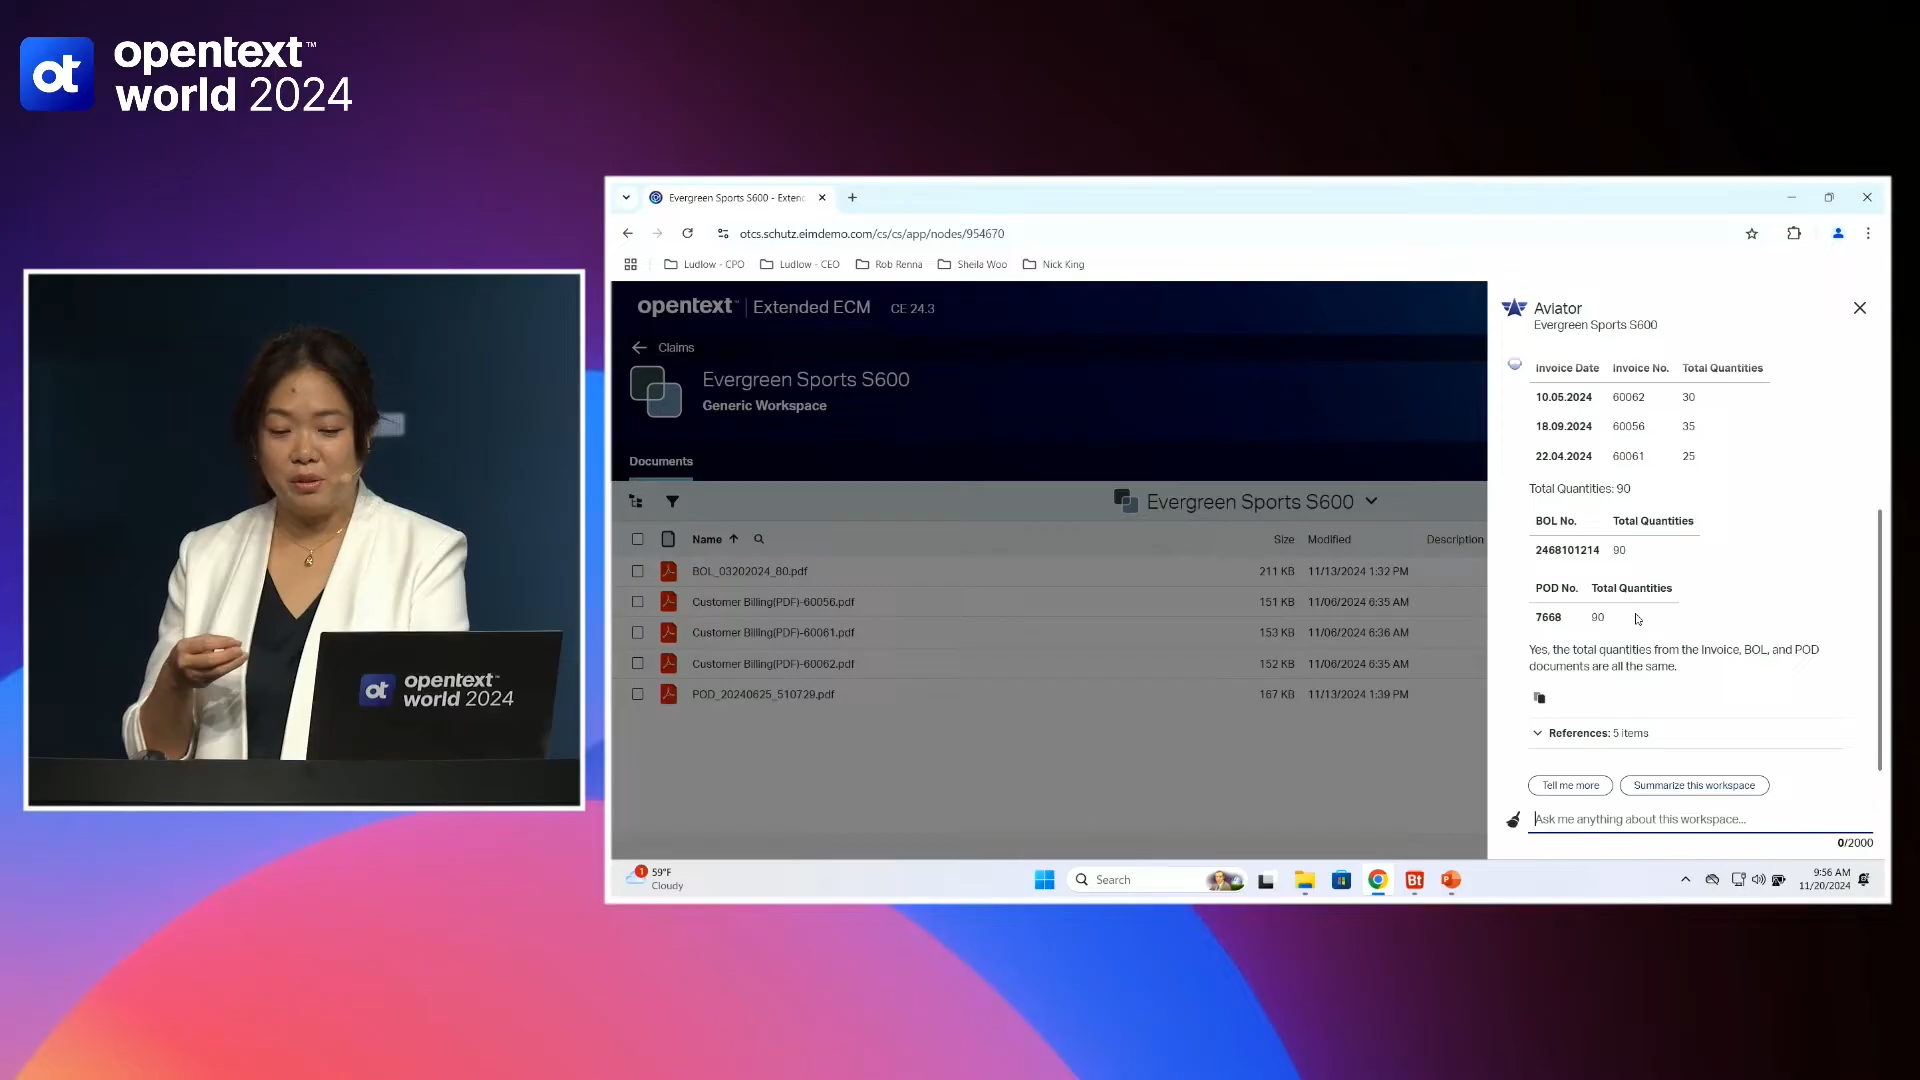 opentext™
world 2024
opentext™
world 2024
Evergreen Sports S600 - Exten
otcs.schutz.eimdemo.com/cs/cs/app/nodes/954670
Ludlow - CPO
Ludlow - CEO
Rob Renna
Sheila Woo
Nick King
opentext™ | Extended ECM CE 24.3
Claims
Evergreen Sports S600
Generic Workspace
Documents
Evergreen Sports S600
Name Size Modified Description
BOL_03202024_80.pdf 211 KB 11/13/2024 1:32 PM
Customer Billing(PDF)-60056.pdf 151 KB 11/06/2024 6:35 AM
Customer Billing(PDF)-60061.pdf 153 KB 11/06/2024 6:36 AM
Customer Billing(PDF)-60062.pdf 152 KB 11/06/2024 6:35 AM
POD_20240625_510729.pdf 167 KB 11/13/2024 1:39 PM
Aviator
Evergreen Sports S600
Invoice Date Invoice No. Total Quantities
10.05.2024 60062 30
18.09.2024 60056 35
22.04.2024 60061 25
Total Quantities: 90
BOL No. Total Quantities
2468101214 90
POD No. Total Quantities
7668 90
Yes, the total quantities from the Invoice, BOL, and POD
documents are all the same.
References: 5 items
Tell me more
Summarize this workspace
Ask me anything about this workspace...
0/2000
1
59°F
Cloudy
Search
Bt
P
9:56 AM
11/20/2024